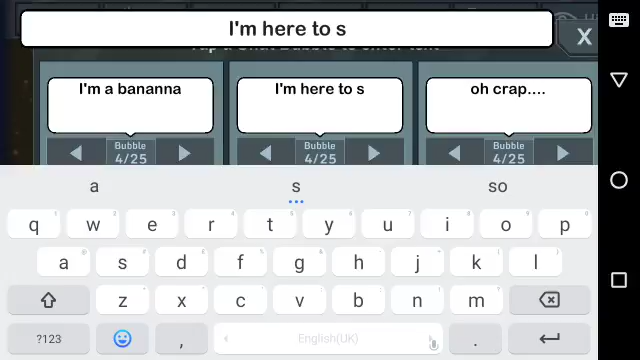 I'm here to s
Tap a Chat Bubble to enter text
X
I'm a bananna
I'm here to s
oh crap....
Bubble
4/25
Bubble
4/25
Bubble
4/25
a
s
so
q w e r t y u i o p
a s d f g h j k l
z x c v b n m
?123
,
English(UK)
.